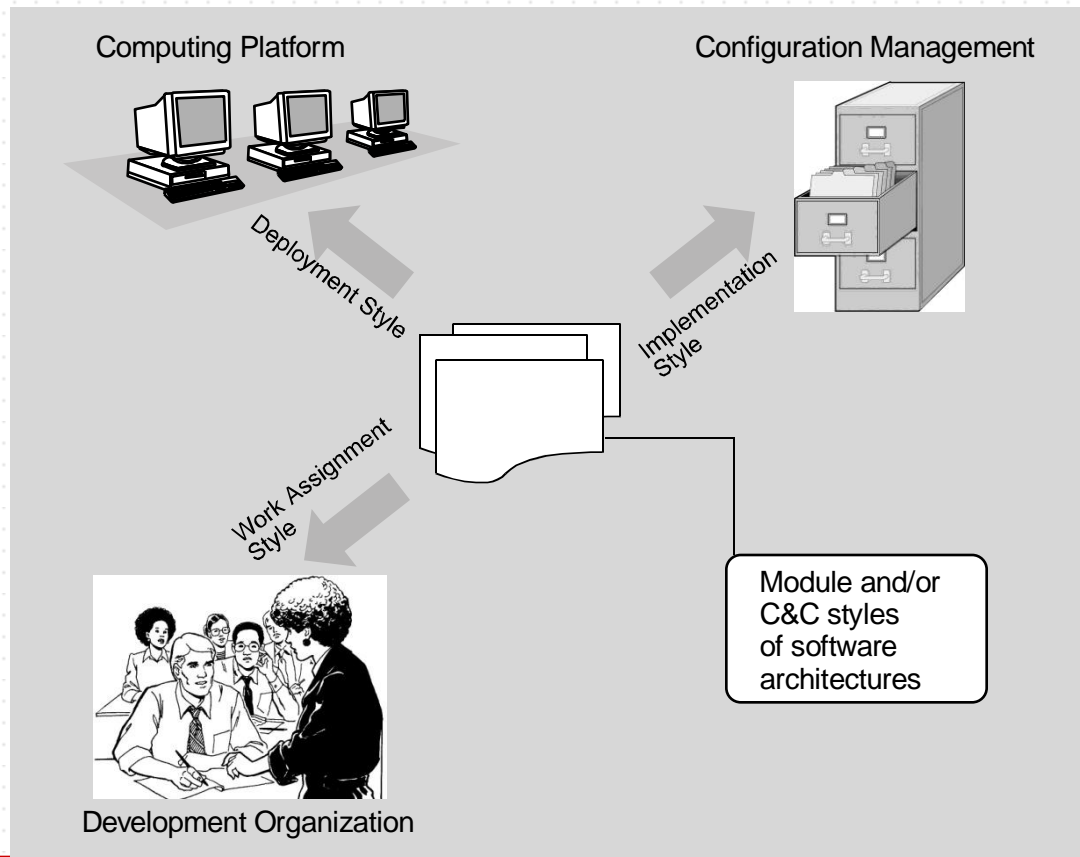 Computing Platform
Configuration Management
Deployment Style
Implementation
Style
Work Assignment
Style
Module and/or
C&C styles
of software
architectures
Development Organization